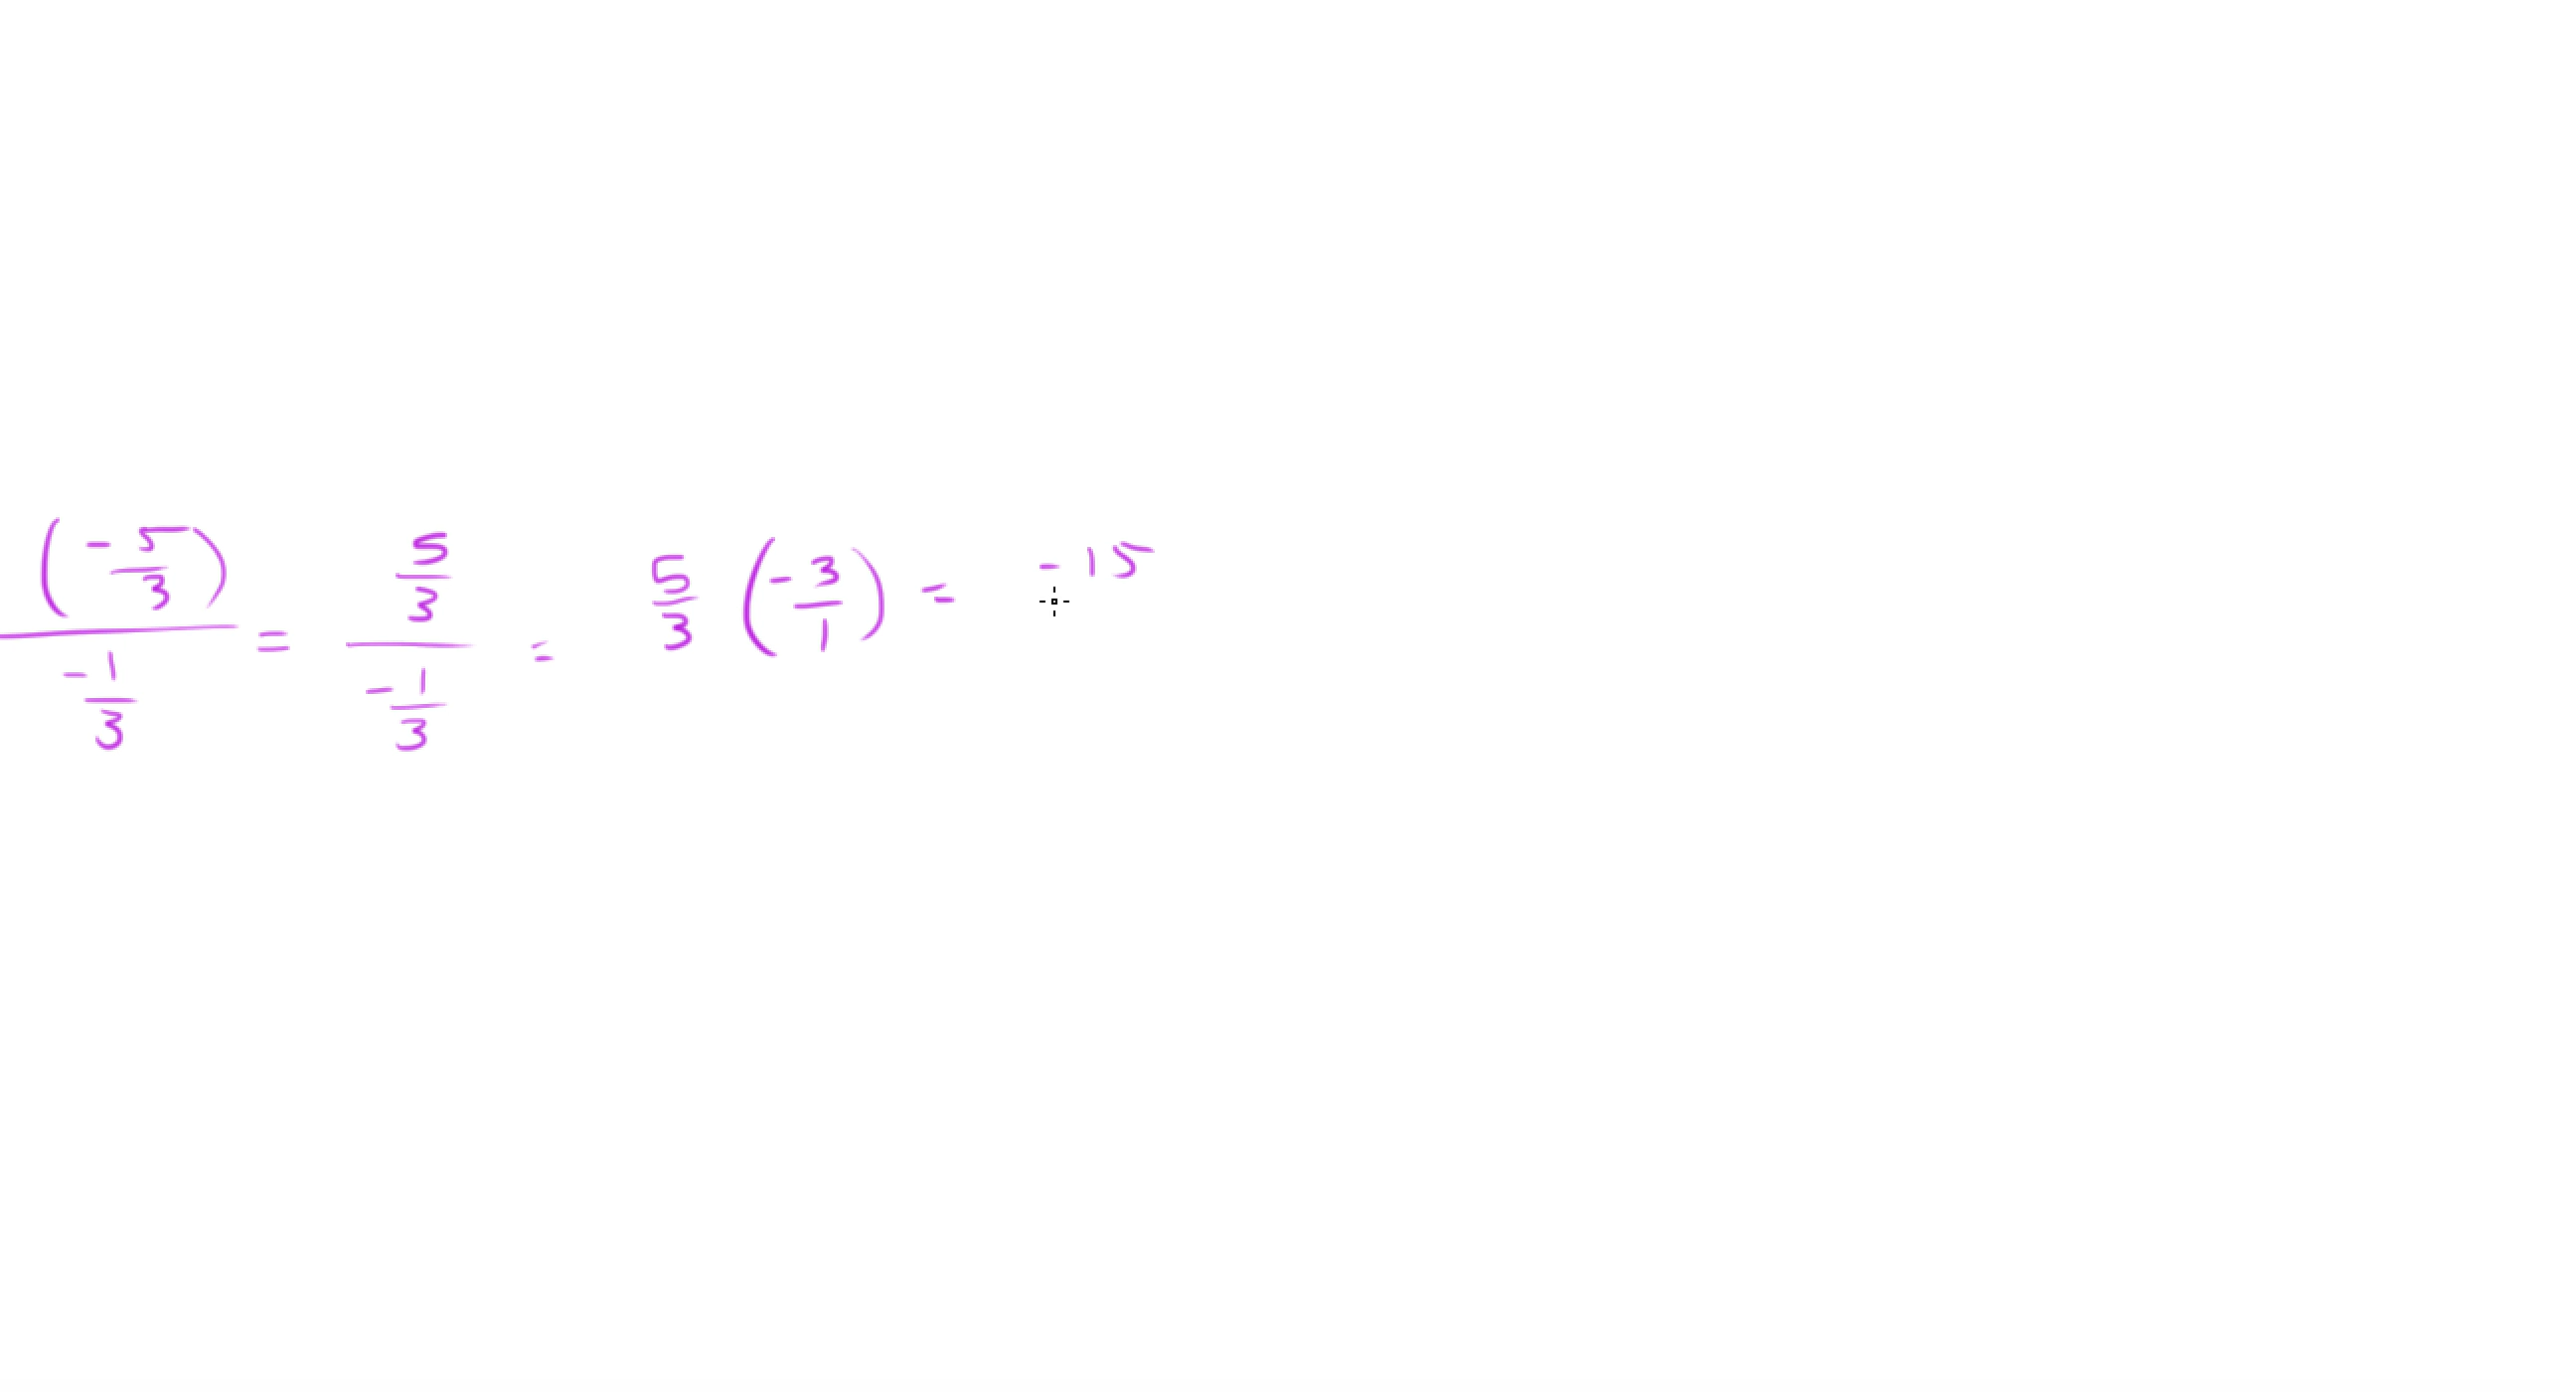 (-5/3)/(-1/3) = (5/3)/(-1/3) = 5/3 (-3/1) = -15